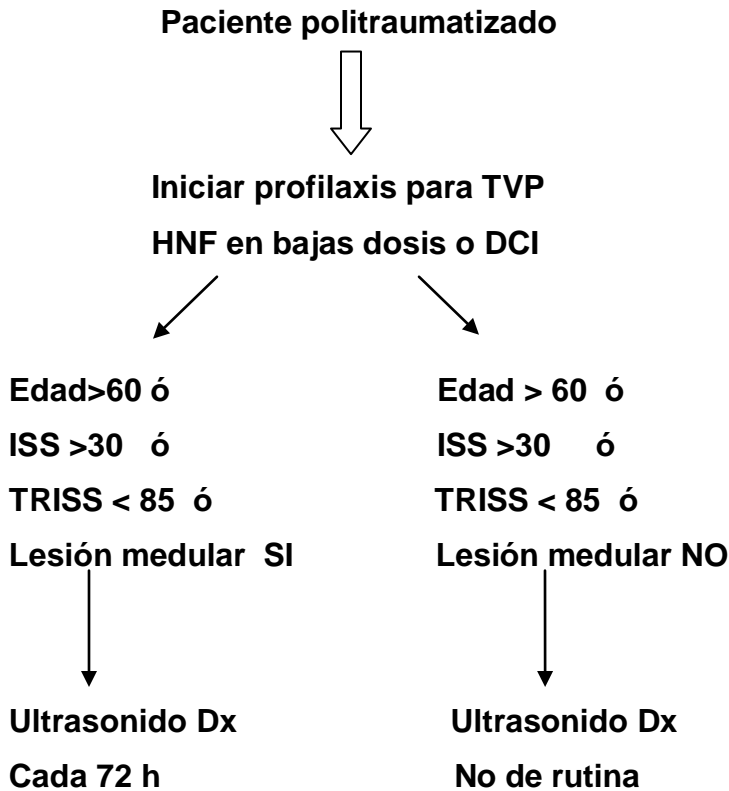 Paciente politraumatizado
Iniciar profilaxis para TVP
HNF en bajas dosis o DCI
Edad>60 ó
ISS >30 ó
TRISS < 85 ó
Lesión medular SI
Ultrasonido Dx
Cada 72 h
Edad > 60 ó
ISS >30 ó
TRISS < 85 ó
Lesión medular NO
Ultrasonido Dx
No de rutina